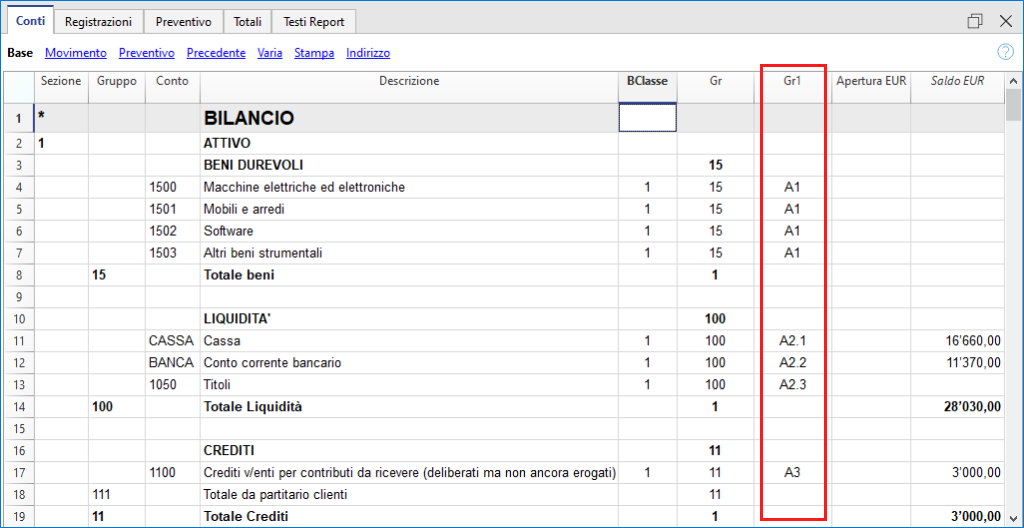 Conti Registrazioni Preventivo Totali Testi Report
Base Movimento Preventivo Precedente Varia Stampa Indirizzo
Sezione Gruppo Conto Descrizione BClasse Gr Gr1 Apertura EUR Saldo EUR
1 * BILANCIO
2 1 ATTIVO
3 BENI DUREVOLI 15
4 1500 Macchine elettriche ed elettroniche 1 15 A1
5 1501 Mobili e arredi 1 15 A1
6 1502 Software 1 15 A1
7 1503 Altri beni strumentali 1 15 A1
8 15 Totale beni 1
9
10 LIQUIDITA' 100
11 CASSA Cassa 1 100 A2.1 16'660,00
12 BANCA Conto corrente bancario 1 100 A2.2 11'370,00
13 1050 Titoli 1 100 A2.3
14 100 Totale Liquidità 1 28'030,00
15
16 CREDITI 11
17 1100 Crediti v/enti per contributi da ricevere (deliberati ma non ancora erogati) 1 11 A3 3'000,00
18 111 Totale da partitario clienti 11
19 11 Totale Crediti 1 3'000,00